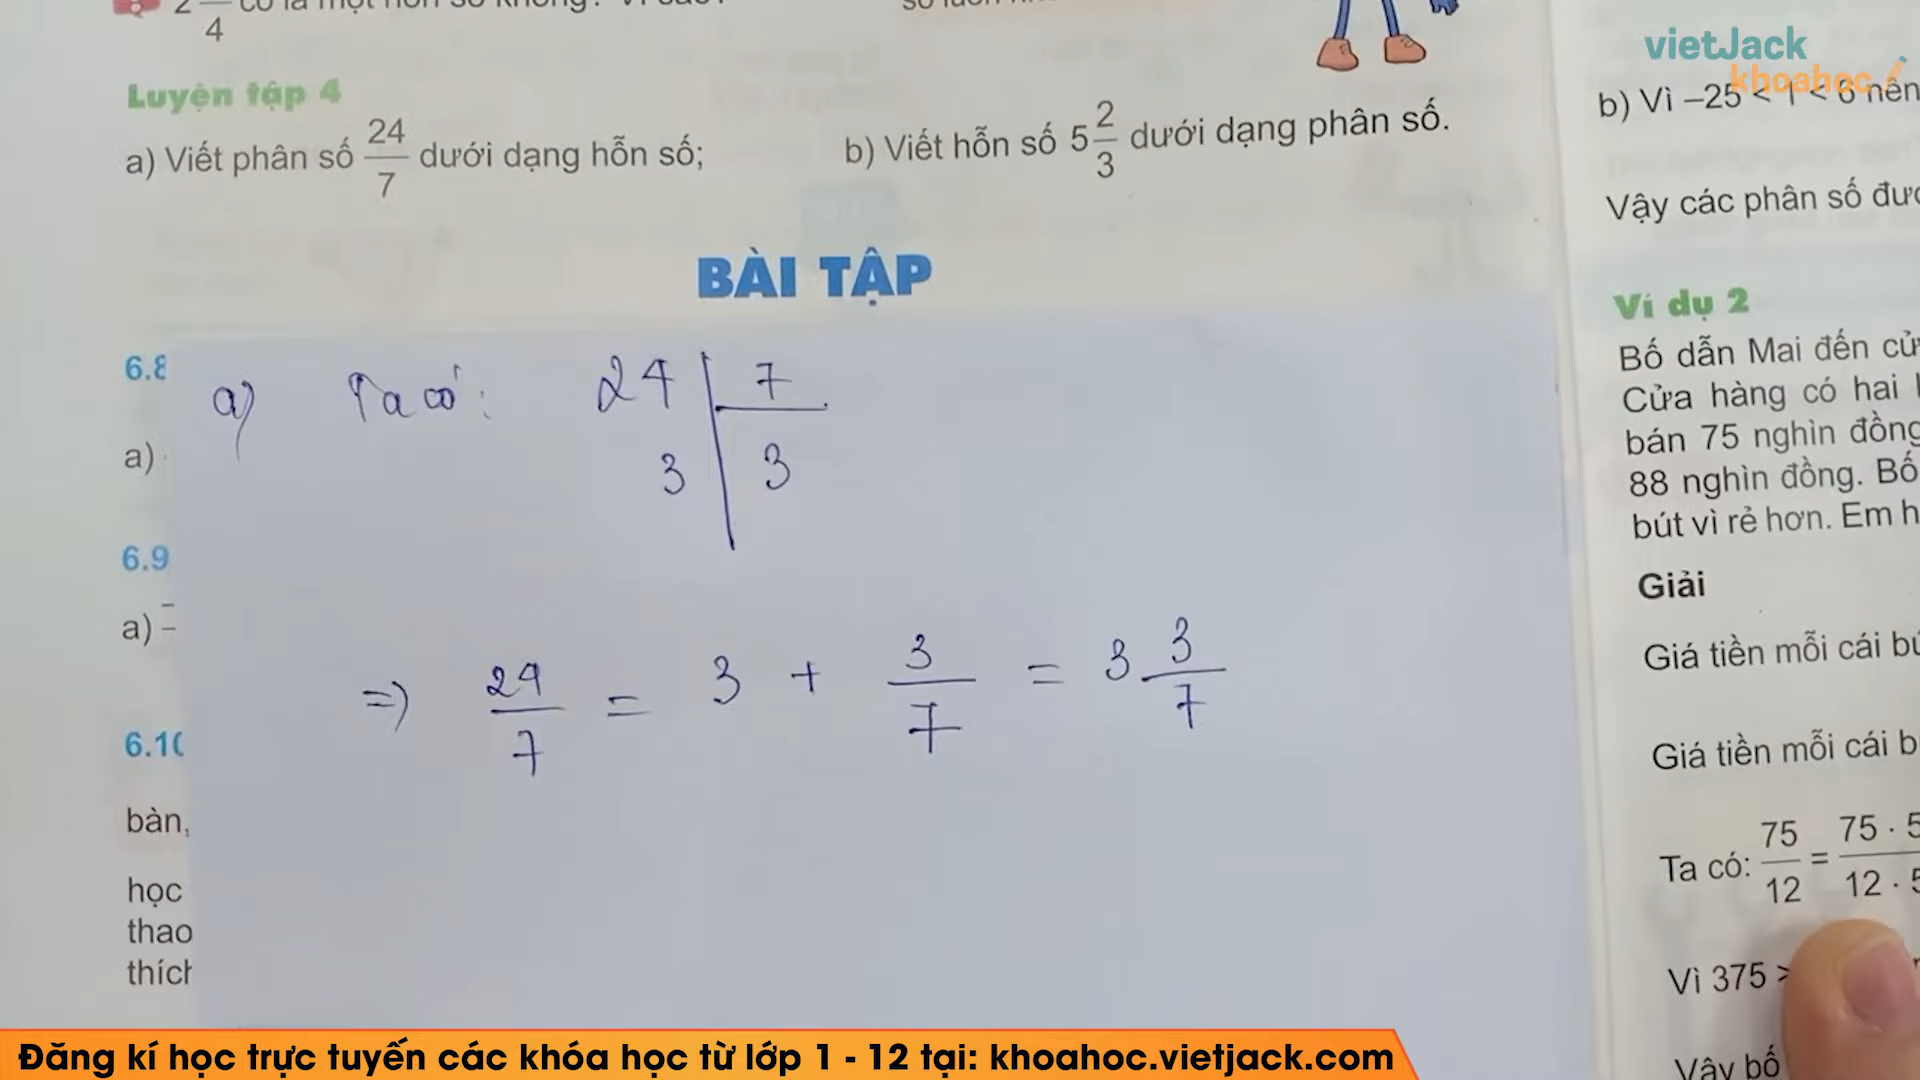 4
vietJack
khoahoc
Luyện tập 4
a) Viết phân số 24/7 dưới dạng hỗn số;
b) Viết hỗn số 5 2/3 dưới dạng phân số.
BÀI TẬP
6.8
a)
6.9
a)
6.10
bàn,
học
thao
thích
a) Ta có: 24 | 7
3 | 3
=> 24/7 = 3 + 3/7 = 3 3/7
b) Vì –25 < 1 < 6 nên
Vậy các phân số
Ví dụ 2
Bố dẫn Mai đến
Cửa hàng có hai
bán 75 nghìn đồng
88 nghìn đồng. Bố
bút vì rẻ hơn. Em
Giải
Giá tiền mỗi cái
Giá tiền mỗi cái
Ta có: 75/12 = 75 · 5/12 · 5
Vì 375 >
Vậy bố
Đăng kí học trực tuyến các khóa học từ lớp 1 - 12 tại: khoahoc.vietjack.com